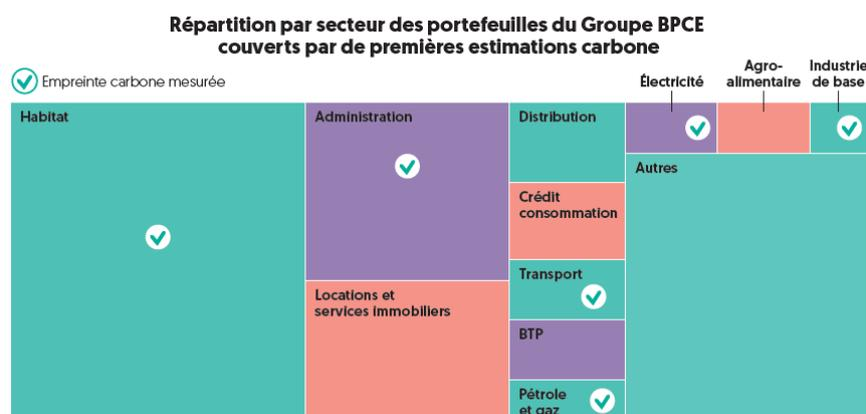 Répartition par secteur des portefeuilles du Groupe BPCE
couverts par de premières estimations carbone
Empreinte carbone mesurée
Électricité
Agro-
alimentaire
Industrie
de base
Habitat
Administration
Distribution
Autres
Crédit
consommation
Transport
Locations et
services immobiliers
BTP
Pétrole
et gaz